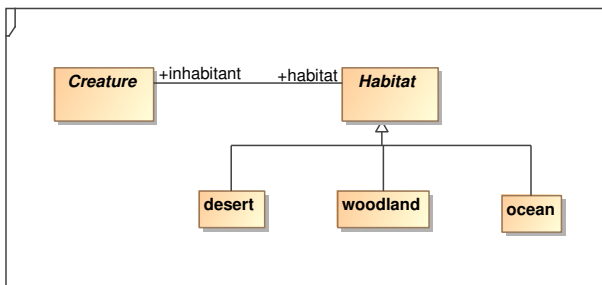 Creature
+inhabitant
+habitat
Habitat
desert
woodland
ocean